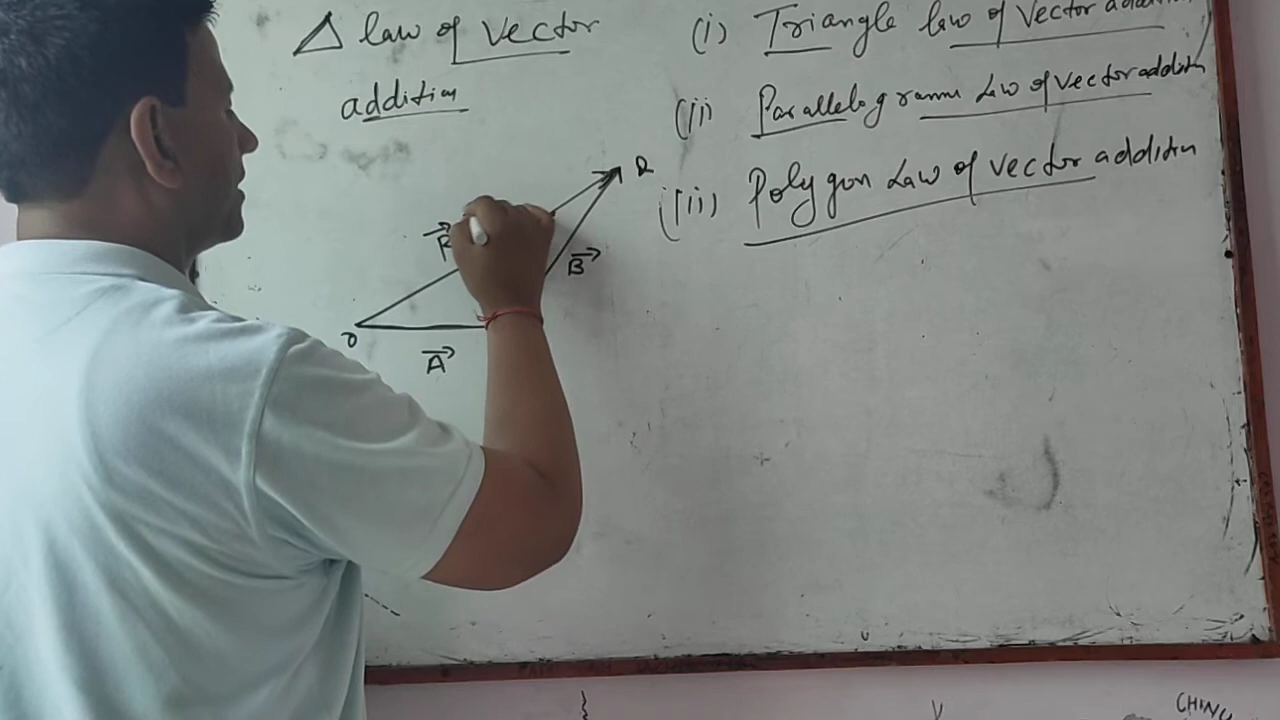 △ law of vector
addition
(i) Triangle law of vector
(ii) Parallelogramm Law of vector addition
(iii) Polygon Law of vector addition
R
B
O
A
CHIN